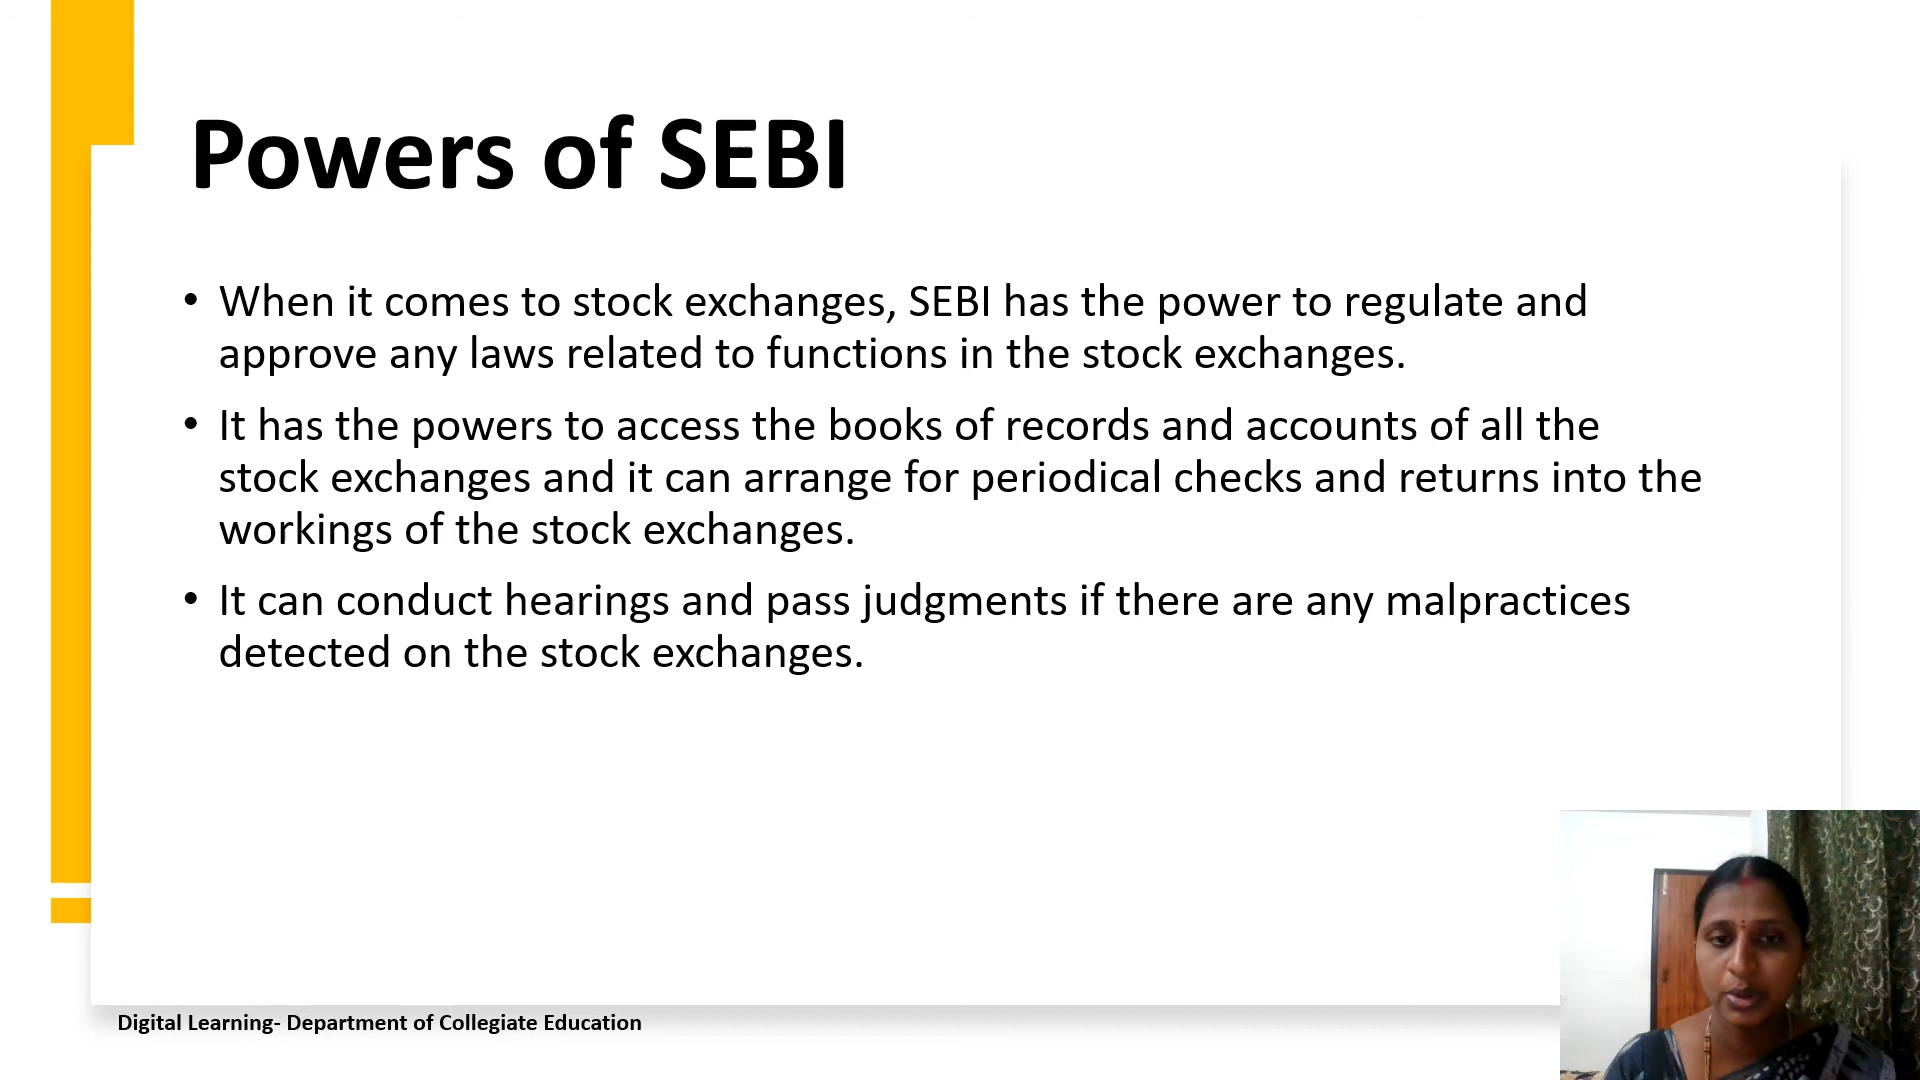 Powers of SEBI
• When it comes to stock exchanges, SEBI has the power to regulate and
approve any laws related to functions in the stock exchanges.
• It has the powers to access the books of records and accounts of all the
stock exchanges and it can arrange for periodical checks and returns into the
workings of the stock exchanges.
• It can conduct hearings and pass judgments if there are any malpractices
detected on the stock exchanges.
Digital Learning- Department of Collegiate Education